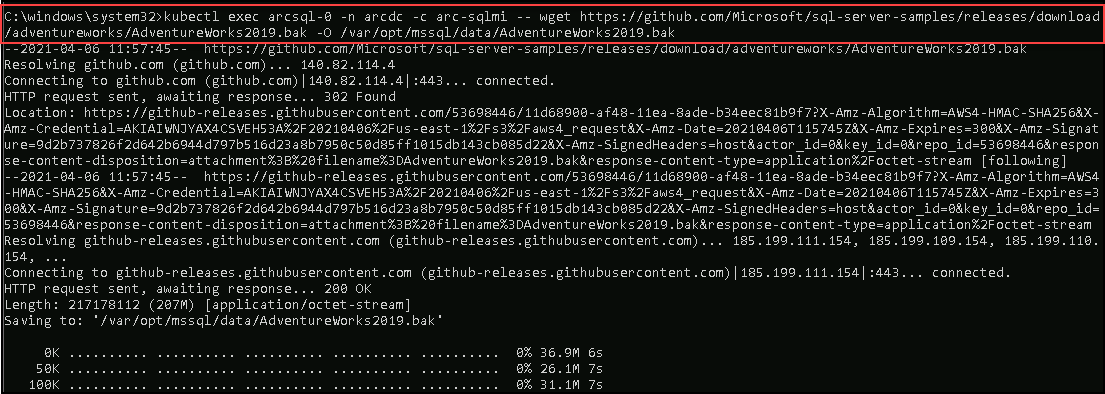 C:\windows\system32>kubectl exec arcsql-0 -n arcdc -c arc-sqlmi -- wget https://github.com/Microsoft/sql-server-samples/releases/download
/adventureworks/AdventureWorks2019.bak -O /var/opt/mssql/data/AdventureWorks2019.bak
--2021-04-06 11:57:45--  https://github.com/Microsoft/sql-server-samples/releases/download/adventureworks/AdventureWorks2019.bak
Resolving github.com (github.com)... 140.82.114.4
Connecting to github.com (github.com)|140.82.114.4|:443... connected.
HTTP request sent, awaiting response... 302 Found
Location: https://github-releases.githubusercontent.com/53698446/11d68900-af48-11ea-8ade-b34eec81b9f7?X-Amz-Algorithm=AWS4-HMAC-SHA256&X-
Amz-Credential=AKIAIWNJYAX4CSVEH53A%2F20210406%2Fus-east-1%2Fs3%2Faws4_request&X-Amz-Date=20210406T115745Z&X-Amz-Expires=300&X-Amz-Signat
ure=9d2b737826f2d642b6944d797b516d23a8b7950c50d85ff1015db143cb085d22&X-Amz-SignedHeaders=host&actor_id=0&key_id=0&repo_id=53698446&respon
se-content-disposition=attachment%3B%20filename%3DAdventureWorks2019.bak&response-content-type=application%2Foctet-stream [following]
--2021-04-06 11:57:45--  https://github-releases.githubusercontent.com/53698446/11d68900-af48-11ea-8ade-b34eec81b9f7?X-Amz-Algorithm=AWS4
-HMAC-SHA256&X-Amz-Credential=AKIAIWNJYAX4CSVEH53A%2F20210406%2Fus-east-1%2Fs3%2Faws4_request&X-Amz-Date=20210406T115745Z&X-Amz-Expires=3
00&X-Amz-Signature=9d2b737826f2d642b6944d797b516d23a8b7950c50d85ff1015db143cb085d22&X-Amz-SignedHeaders=host&actor_id=0&key_id=0&repo_id=
53698446&response-content-disposition=attachment%3B%20filename%3DAdventureWorks2019.bak&response-content-type=application%2Foctet-stream
Resolving github-releases.githubusercontent.com (github-releases.githubusercontent.com)... 185.199.111.154, 185.199.109.154, 185.199.110.
154, ...
Connecting to github-releases.githubusercontent.com (github-releases.githubusercontent.com)|185.199.111.154|:443... connected.
HTTP request sent, awaiting response... 200 OK
Length: 217178112 (207M) [application/octet-stream]
Saving to: '/var/opt/mssql/data/AdventureWorks2019.bak'
0K .......... .......... .......... .......... ..........  0% 36.9M 6s
50K .......... .......... .......... .......... ..........  0% 26.1M 7s
100K .......... .......... .......... .......... ..........  0% 31.1M 7s